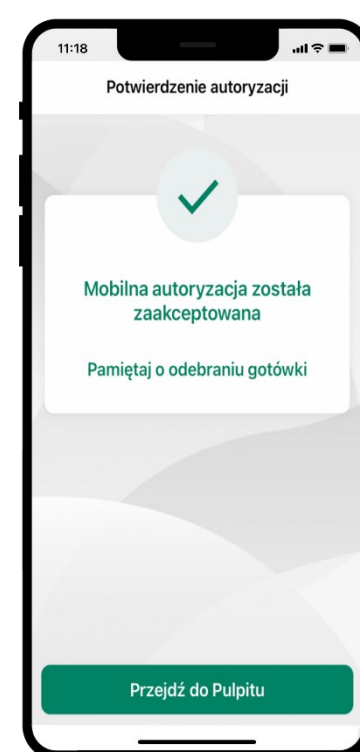 11:18
Potwierdzenie autoryzacji
Mobilna autoryzacja została
zaakceptowana
Pamiętaj o odebraniu gotówki
Przejdź do Pulpitu